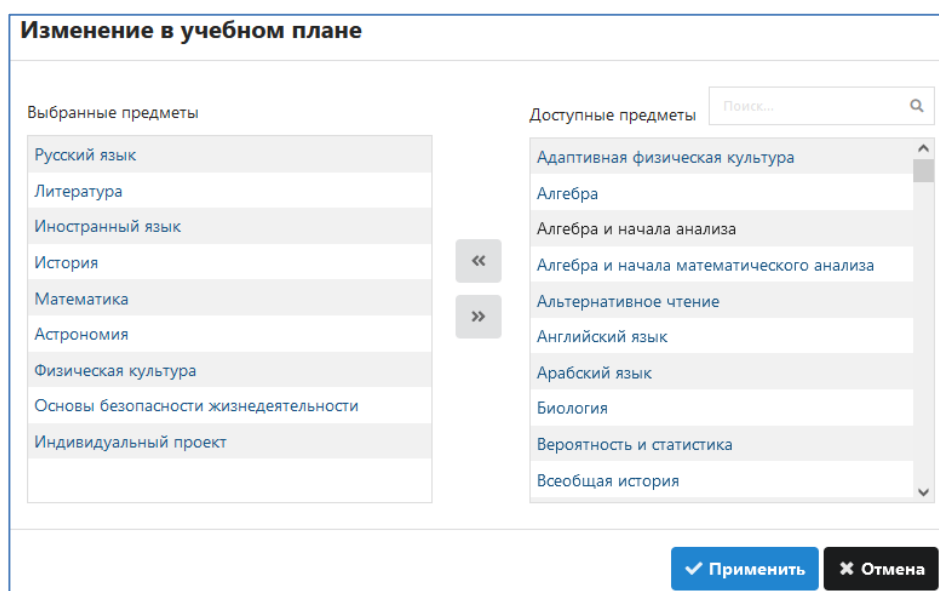 Изменение в учебном плане
Выбранные предметы
Русский язык
Литература
Иностранный язык
История
Математика
Астрономия
Физическая культура
Основы безопасности жизнедеятельности
Индивидуальный проект
Доступные предметы
Поиск...
Адаптивная физическая культура
Алгебра
Алгебра и начала анализа
Алгебра и начала математического анализа
Альтернативное чтение
Английский язык
Арабский язык
Биология
Вероятность и статистика
Всеобщая история
Применить
Отмена